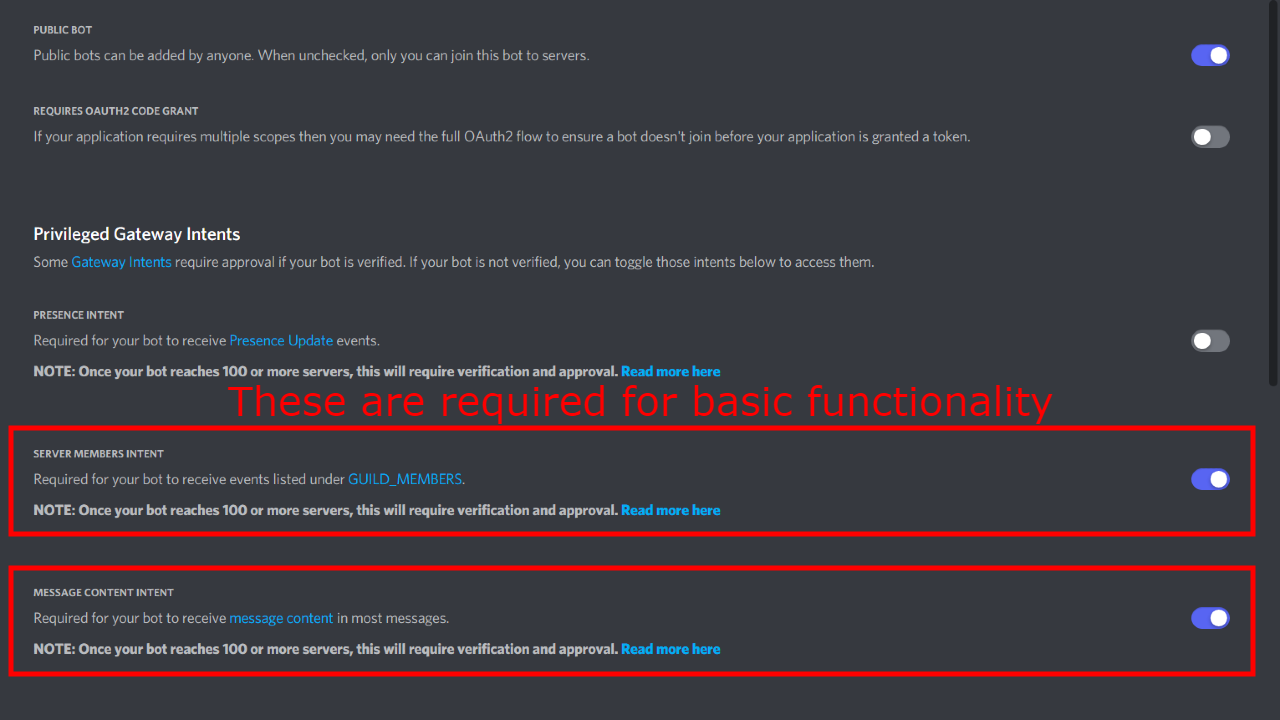 PUBLIC BOT
Public bots can be added by anyone. When unchecked, only you can join this bot to servers.
REQUIRES OAUTH2 CODE GRANT
If your application requires multiple scopes then you may need the full OAuth2 flow to ensure a bot doesn't join before your application is granted a token.
Privileged Gateway Intents
Some Gateway Intents require approval if your bot is verified. If your bot is not verified, you can toggle those intents below to access them.
PRESENCE INTENT
Required for your bot to receive Presence Update events.
NOTE: Once your bot reaches 100 or more servers, this will require verification and approval. Read more here
These are required for basic functionality
SERVER MEMBERS INTENT
Required for your bot to receive events listed under GUILD_MEMBERS.
NOTE: Once your bot reaches 100 or more servers, this will require verification and approval. Read more here
MESSAGE CONTENT INTENT
Required for your bot to receive message content in most messages.
NOTE: Once your bot reaches 100 or more servers, this will require verification and approval. Read more here